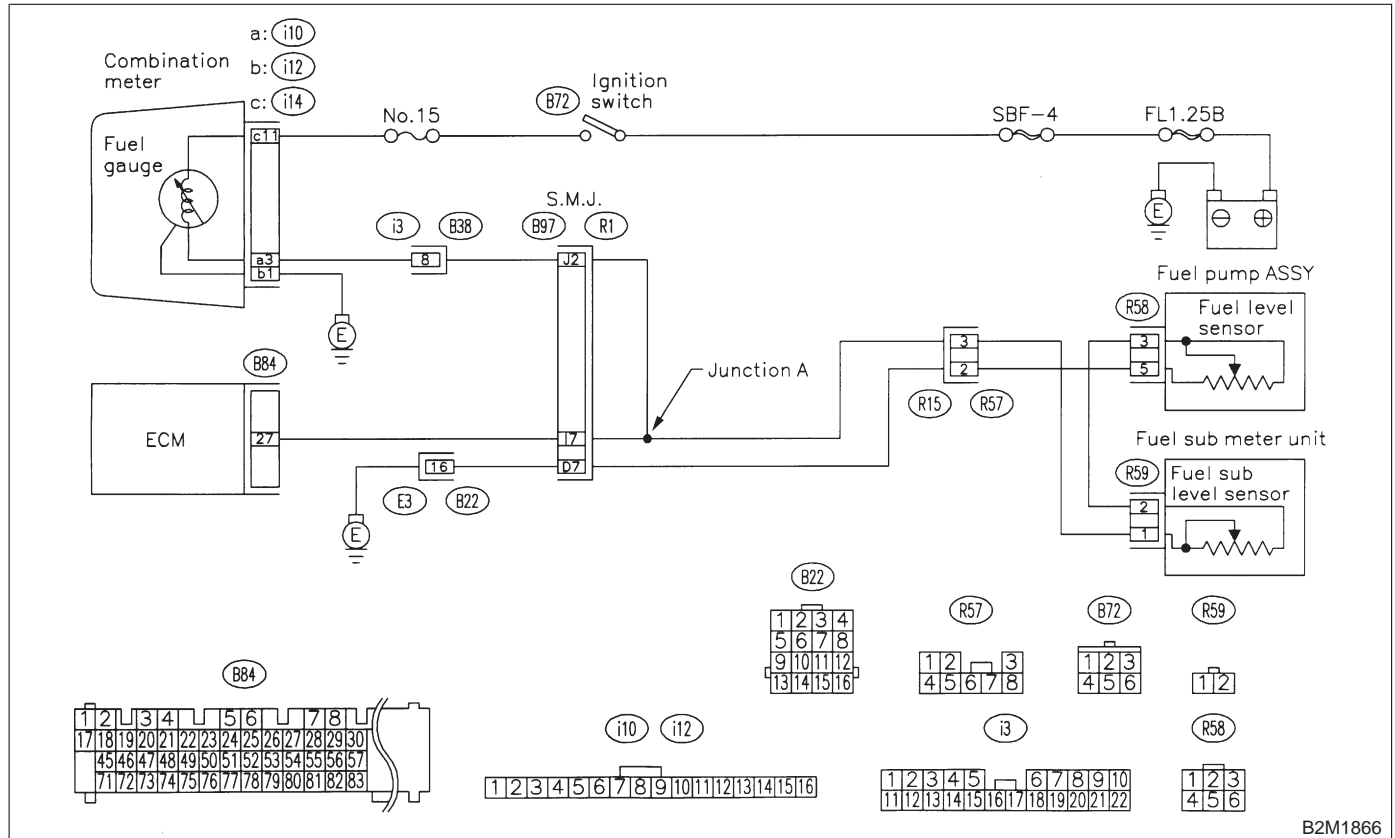 a: i10
Combination meter
b: i12
c: i14
Fuel gauge
c11
No.15
B72
Ignition switch
SBF-4
FL1.25B
E
⊖ ⊕
S.M.J.
i3 B38 B97 R1
a3
8
J2
b1
E
Fuel pump ASSY
R58
Fuel level sensor
3
5
B84
ECM
27
I7
Junction A
3
2
R15 R57
16
D7
E3 B22
E
Fuel sub meter unit
R59
Fuel sub level sensor
2
1
B22
1 2 3 4
5 6 7 8
9 10 11 12
13 14 15 16
R57
1 2 3
4 5 6 7 8
B72
1 2 3
4 5 6
R59
1 2
B84
1 2 3 4 5 6 7 8
17 18 19 20 21 22 23 24 25 26 27 28 29 30
45 46 47 48 49 50 51 52 53 54 55 56 57
71 72 73 74 75 76 77 78 79 80 81 82 83
i10 i12
1 2 3 4 5 6 7 8 9 10 11 12 13 14 15 16
i3
1 2 3 4 5 6 7 8 9 10
11 12 13 14 15 16 17 18 19 20 21 22
R58
1 2 3
4 5 6
B2M1866